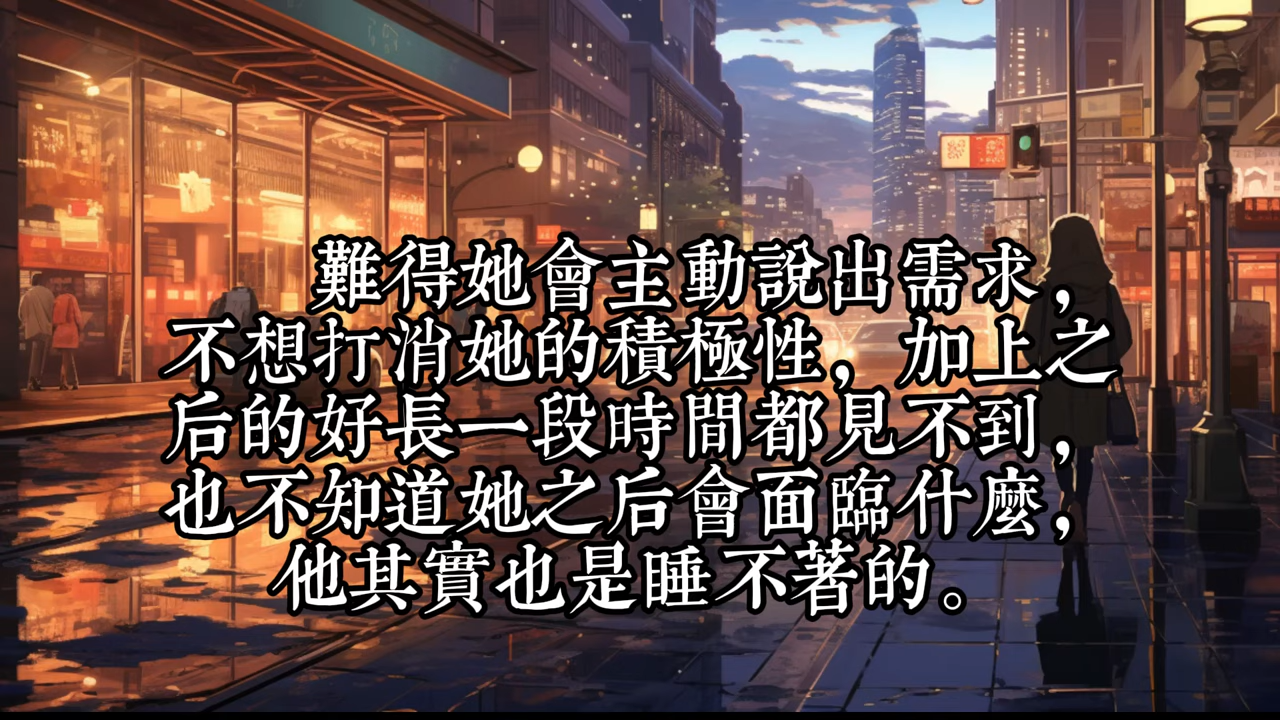 難得她會主動說出需求，
不想打消她的積極性，加上之
后的好長一段時間都見不到，
也不知道她之后會面臨什麼，
他其實也是睡不著的。